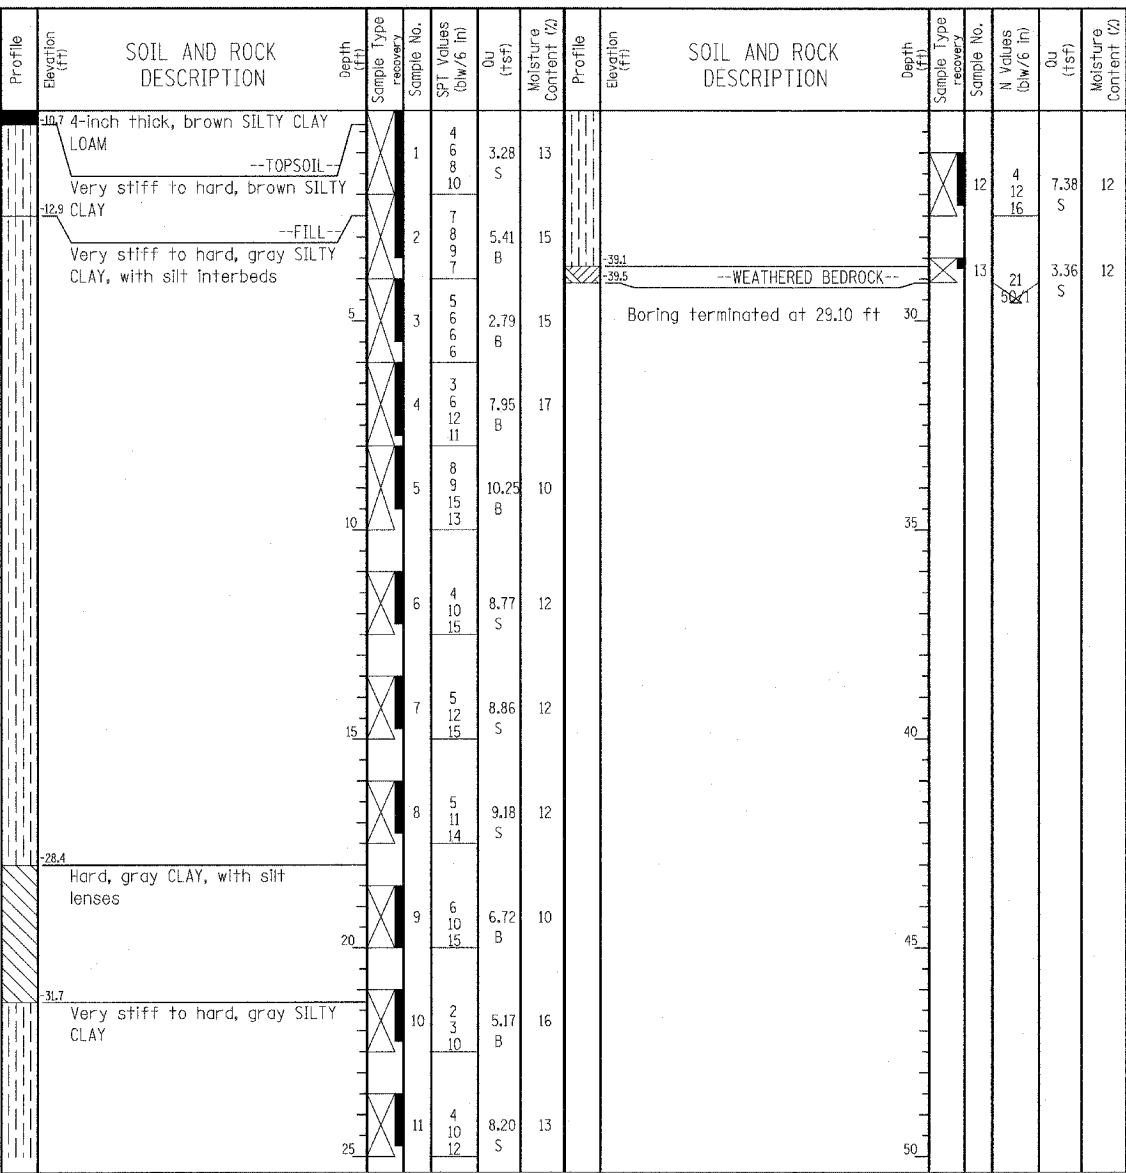 Profile
Elevation (ft)
SOIL AND ROCK
DESCRIPTION
Depth (ft)
Sample Type
recovery
Sample No.
SPT Values
(blw/6 in)
Qu
(tsf)
Moisture
Content (%)
-10.7 4-inch thick, brown SILTY CLAY
LOAM
--TOPSOIL--
Very stiff to hard, brown SILTY
-12.9 CLAY
--FILL--
Very stiff to hard, gray SILTY
CLAY, with silt interbeds
5
10
15
-28.4
Hard, gray CLAY, with silt
lenses
20
-31.7
Very stiff to hard, gray SILTY
CLAY
25
1
4
6
8
10
3.28
S
13
2
7
8
9
7
5.41
B
15
3
5
6
6
6
2.79
B
15
4
3
6
12
11
7.95
B
17
5
8
9
15
13
10.25
B
10
6
4
10
15
8.77
S
12
7
5
12
15
8.86
S
12
8
5
11
14
9.18
S
12
9
6
10
15
6.72
B
10
10
2
3
10
5.17
B
16
11
4
10
12
8.20
S
13
Profile
Elevation (ft)
SOIL AND ROCK
DESCRIPTION
Depth (ft)
Sample Type
recovery
Sample No.
N Values
(blw/6 in)
Qu
(tsf)
Moisture
Content (%)
12
4
12
16
7.38
S
12
-39.1
-39.5
--WEATHERED BEDROCK--
13
21
50/1
3.36
S
12
Boring terminated at 29.10 ft
30
35
40
45
50